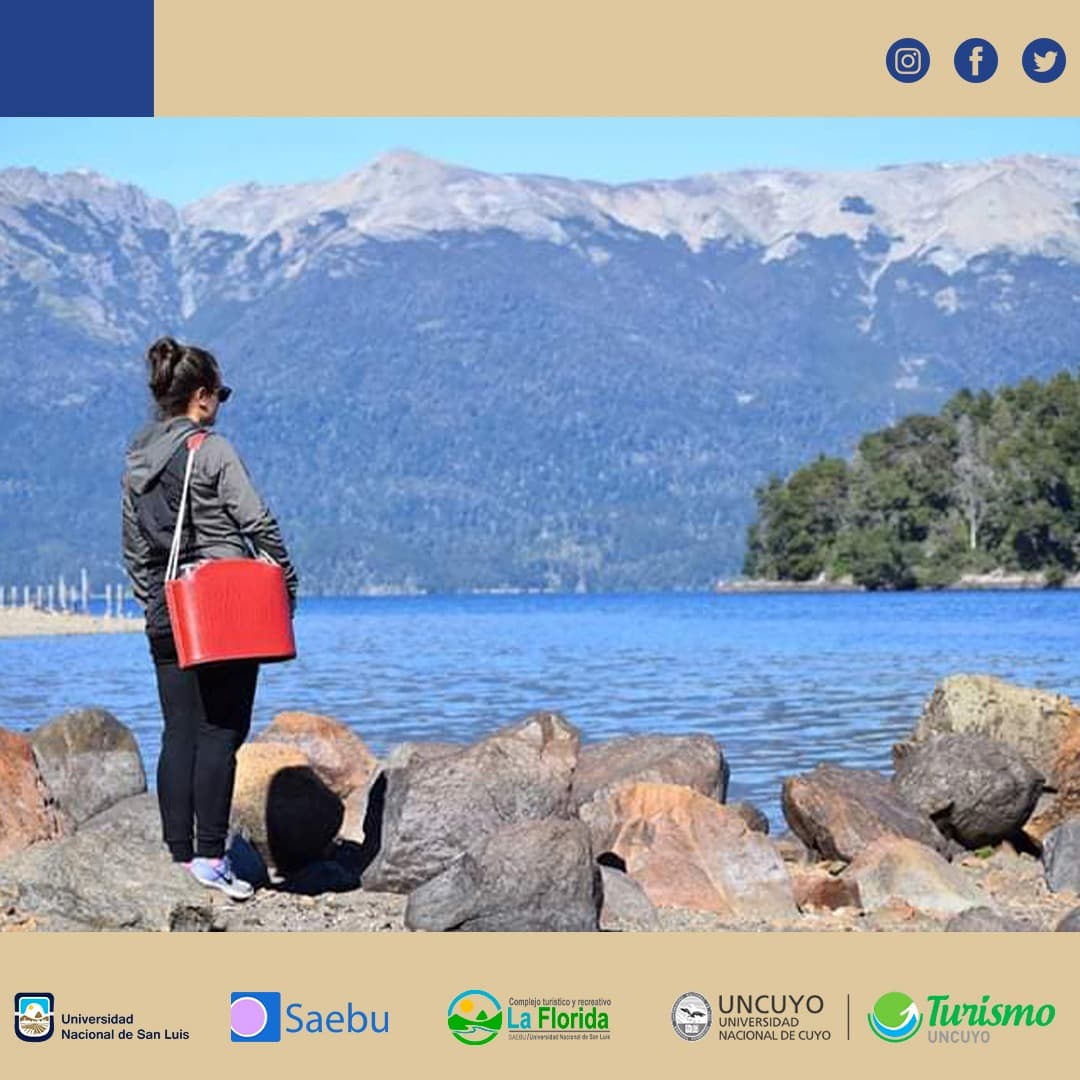 Universidad
Nacional de San Luis
Saebu
Complejo turístico y recreativo
La Florida
SAEBU / Universidad Nacional de San Luis
UNCUYO
UNIVERSIDAD
NACIONAL DE CUYO
Turismo
UNCUYO